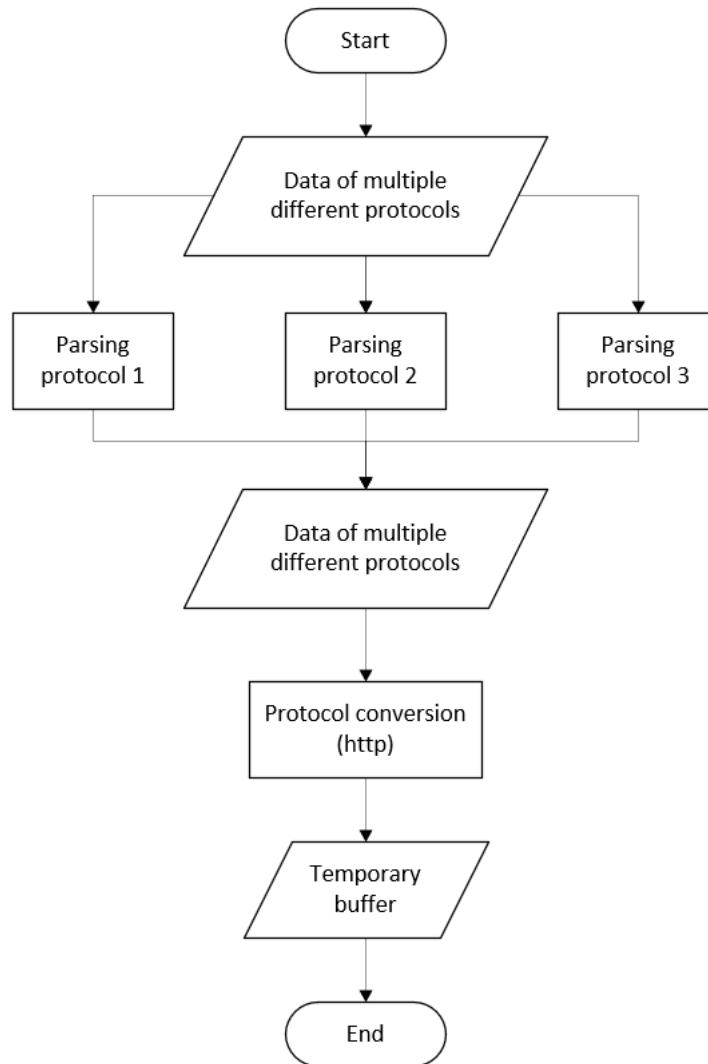 Start
Data of multiple
different protocols
Parsing
protocol 1
Parsing
protocol 2
Parsing
protocol 3
Data of multiple
different protocols
Protocol conversion
(http)
Temporary
buffer
End